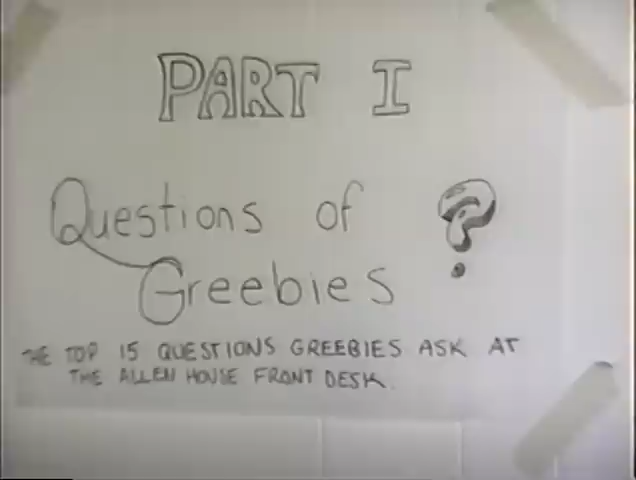 PART I
Questions of
Greebies ?
THE TOP 15 QUESTIONS GREEBIES ASK AT
THE ALLEN HOUSE FRONT DESK.